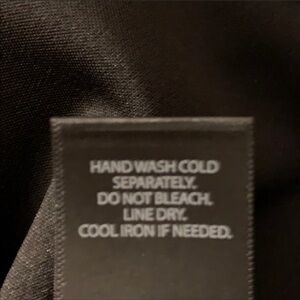 HAND WASH COLD
SEPARATELY.
DO NOT BLEACH.
LINE DRY.
COOL IRON IF NEEDED.